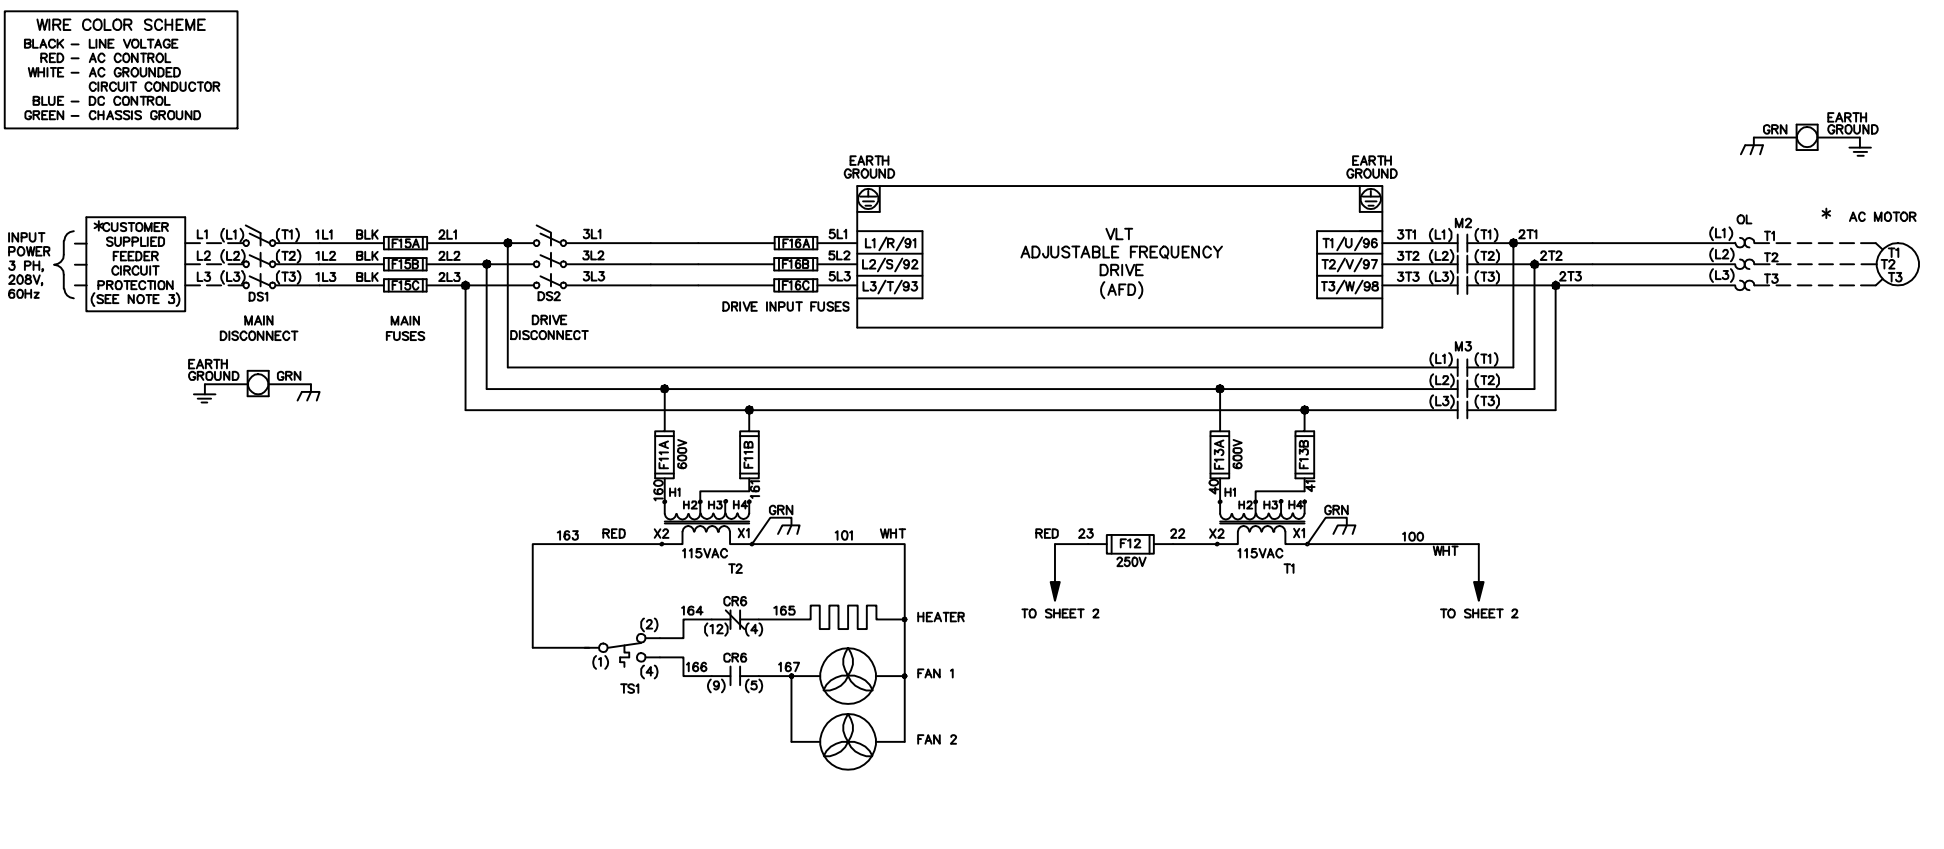 WIRE COLOR SCHEME
BLACK – LINE VOLTAGE
RED – AC CONTROL
WHITE – AC GROUNDED
CIRCUIT CONDUCTOR
BLUE – DC CONTROL
GREEN – CHASSIS GROUND
GRN
EARTH
GROUND
EARTH
GROUND
EARTH
GROUND
INPUT
POWER
3 PH,
208V,
60Hz
*CUSTOMER
SUPPLIED
FEEDER
CIRCUIT
PROTECTION
(SEE NOTE 3)
L1 (L1) (T1) 1L1 BLK F15A 2L1 3L1 F16A 5L1 L1/R/91
L2 (L2) (T2) 1L2 BLK F15B 2L2 3L2 F16B 5L2 L2/S/92
L3 (L3) (T3) 1L3 BLK F15C 2L3 3L3 F16C 5L3 L3/T/93
DS1
MAIN
DISCONNECT
MAIN
FUSES
DS2
DRIVE
DISCONNECT
DRIVE INPUT FUSES
VLT
ADJUSTABLE FREQUENCY
DRIVE
(AFD)
M2
T1/U/96 3T1 (L1) (T1) 2T1
T2/V/97 3T2 (L2) (T2) 2T2
T3/W/98 3T3 (L3) (T3) 2T3
OL
* AC MOTOR
(L1) T1
(L2) T2
(L3) T3
T1
T2
T3
M3
(L1) (T1)
(L2) (T2)
(L3) (T3)
EARTH
GROUND
GRN
F11A
600V
F11B
160
161
H1 H2 H3 H4
GRN
163 RED X2 X1 101 WHT
115VAC
T2
F13A
600V
F13B
40
41
H1 H2 H3 H4
GRN
RED 23 F12 22 X2 X1 100
WHT
250V
115VAC
T1
TO SHEET 2
TO SHEET 2
164 CR6 165
(12) (4)
HEATER
(2)
(1)
(4)
TS1
166 CR6 167
(9) (5)
FAN 1
FAN 2